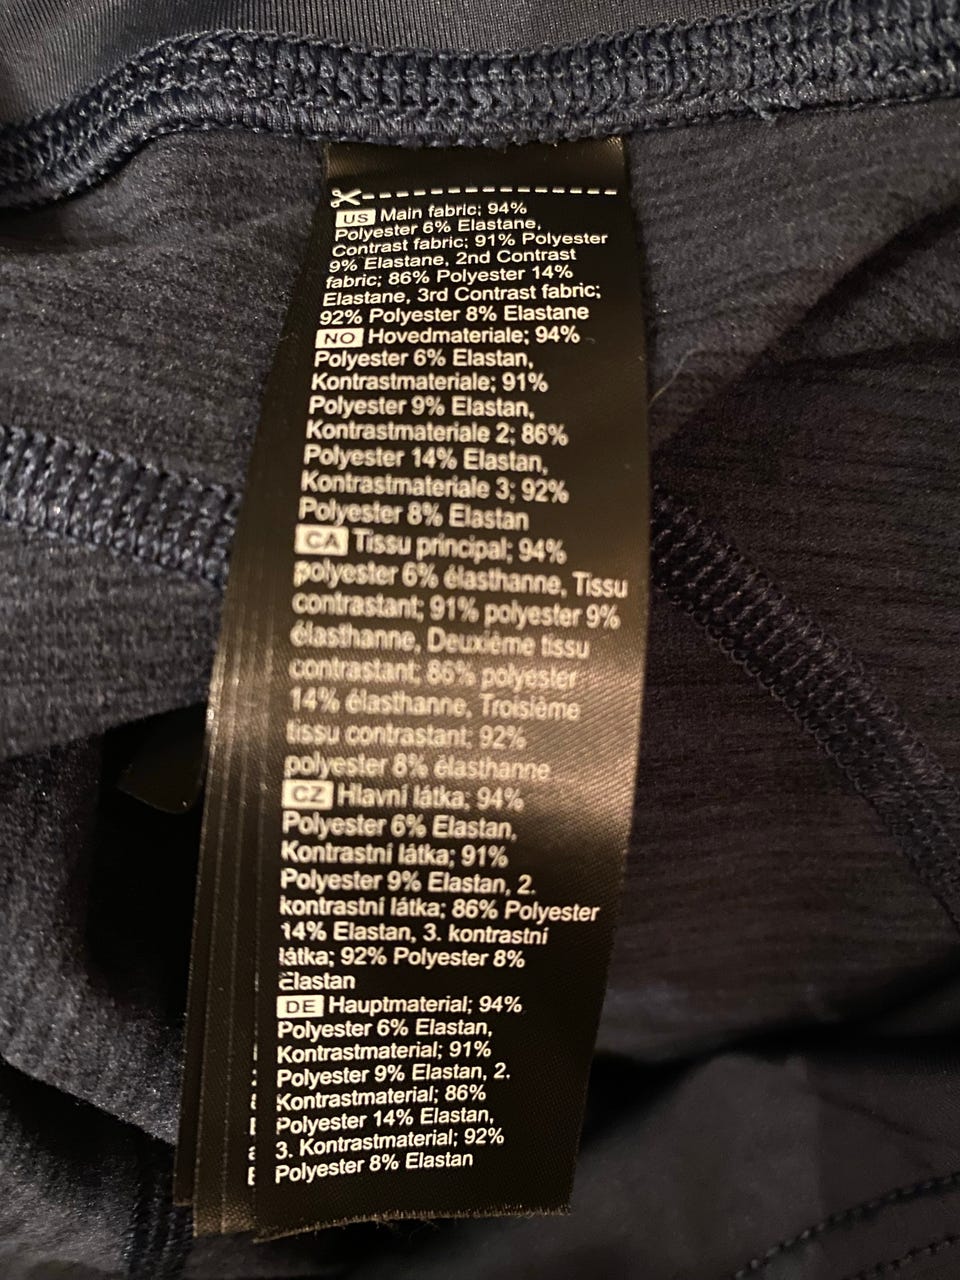 US Main fabric; 94%
Polyester 6% Elastane,
Contrast fabric; 91% Polyester
9% Elastane, 2nd Contrast
fabric; 86% Polyester 14%
Elastane, 3rd Contrast fabric;
92% Polyester 8% Elastane
NO Hovedmateriale; 94%
Polyester 6% Elastan,
Kontrastmateriale; 91%
Polyester 9% Elastan,
Kontrastmateriale 2; 86%
Polyester 14% Elastan,
Kontrastmateriale 3; 92%
Polyester 8% Elastan
CA Tissu principal; 94%
polyester 6% élasthanne, Tissu
contrastant; 91% polyester 9%
élasthanne, Deuxième tissu
contrastant; 86% polyester
14% élasthanne, Troisième
tissu contrastant; 92%
polyester 8% élasthanne
CZ Hlavní látka; 94%
Polyester 6% Elastan,
Kontrastní látka; 91%
Polyester 9% Elastan, 2.
kontrastní látka; 86% Polyester
14% Elastan, 3. kontrastní
látka; 92% Polyester 8%
Elastan
DE Hauptmaterial; 94%
Polyester 6% Elastan,
Kontrastmaterial; 91%
Polyester 9% Elastan, 2.
Kontrastmaterial; 86%
Polyester 14% Elastan,
3. Kontrastmaterial; 92%
Polyester 8% Elastan